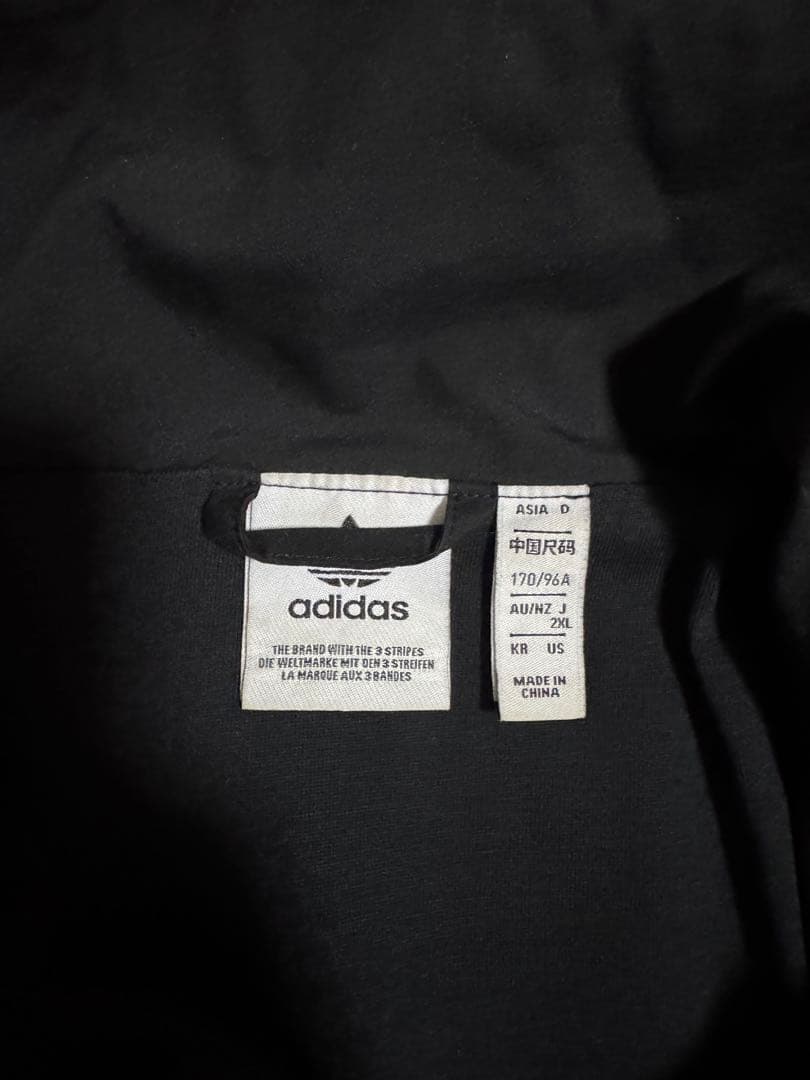 adidas
THE BRAND WITH THE 3 STRIPES
DIE WELTMARKE MIT DEN 3 STREIFEN
LA MARQUE AUX 3 BANDES
ASIA D
中国尺码
170/96A
AU/NZ J
2XL
KR US
MADE IN
CHINA